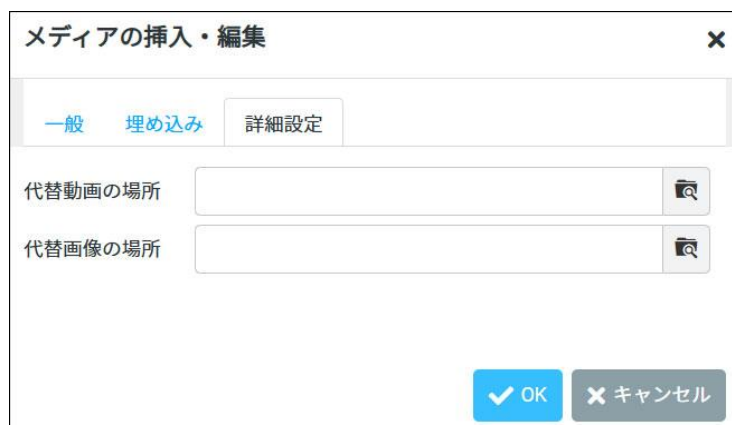 メディアの挿入・編集
一般 埋め込み 詳細設定
代替動画の場所
代替画像の場所
OK キャンセル